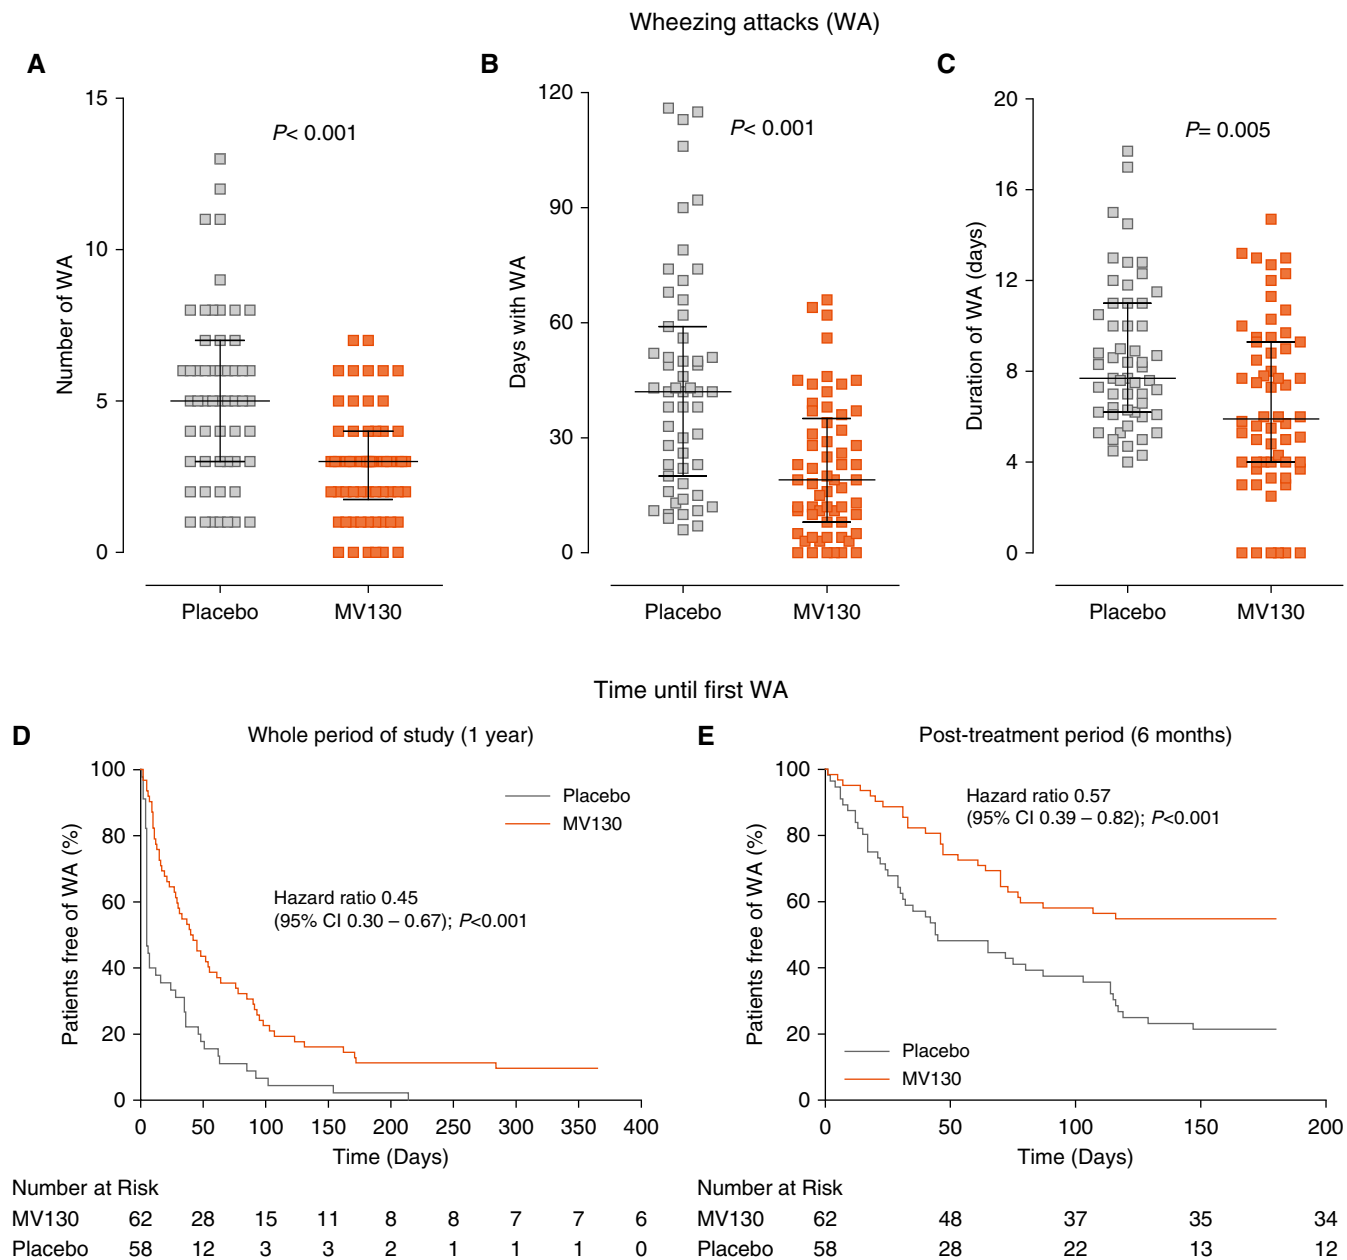 Wheezing attacks (WA)
A
B
C
15
10
5
0
Number of WA
P< 0.001
Placebo
MV130
120
90
60
30
0
Days with WA
P< 0.001
Placebo
MV130
20
16
12
8
4
0
Duration of WA (days)
P= 0.005
Placebo
MV130
Time until first WA
D
Whole period of study (1 year)
100
80
60
40
20
0
Patients free of WA (%)
Placebo
MV130
Hazard ratio 0.45
(95% CI 0.30 – 0.67); P<0.001
0 50 100 150 200 250 300 350 400
Time (Days)
Number at Risk
MV130 62 28 15 11 8 8 7 7 6
Placebo 58 12 3 3 2 1 1 1 0
E
Post-treatment period (6 months)
100
80
60
40
20
0
Patients free of WA (%)
Hazard ratio 0.57
(95% CI 0.39 – 0.82); P<0.001
Placebo
MV130
0 50 100 150 200
Time (Days)
Number at Risk
MV130 62 48 37 35 34
Placebo 58 28 22 13 12